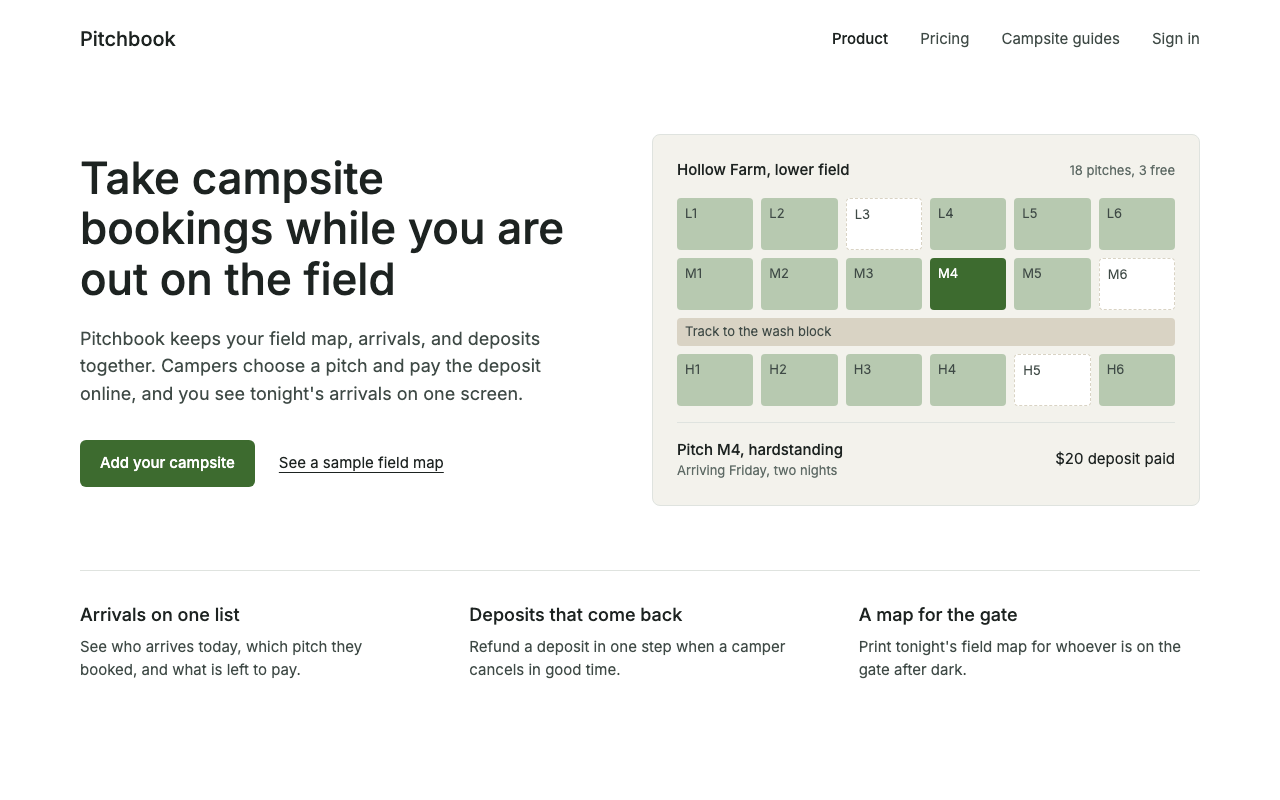 Pitchbook
Product
Pricing
Campsite guides
Sign in
Take campsite
bookings while you are
out on the field
Pitchbook keeps your field map, arrivals, and deposits
together. Campers choose a pitch and pay the deposit
online, and you see tonight's arrivals on one screen.
Add your campsite
See a sample field map
Hollow Farm, lower field
18 pitches, 3 free
L1
L2
L3
L4
L5
L6
M1
M2
M3
M4
M5
M6
Track to the wash block
H1
H2
H3
H4
H5
H6
Pitch M4, hardstanding
Arriving Friday, two nights
$20 deposit paid
Arrivals on one list
See who arrives today, which pitch they
booked, and what is left to pay.
Deposits that come back
Refund a deposit in one step when a camper
cancels in good time.
A map for the gate
Print tonight's field map for whoever is on the
gate after dark.